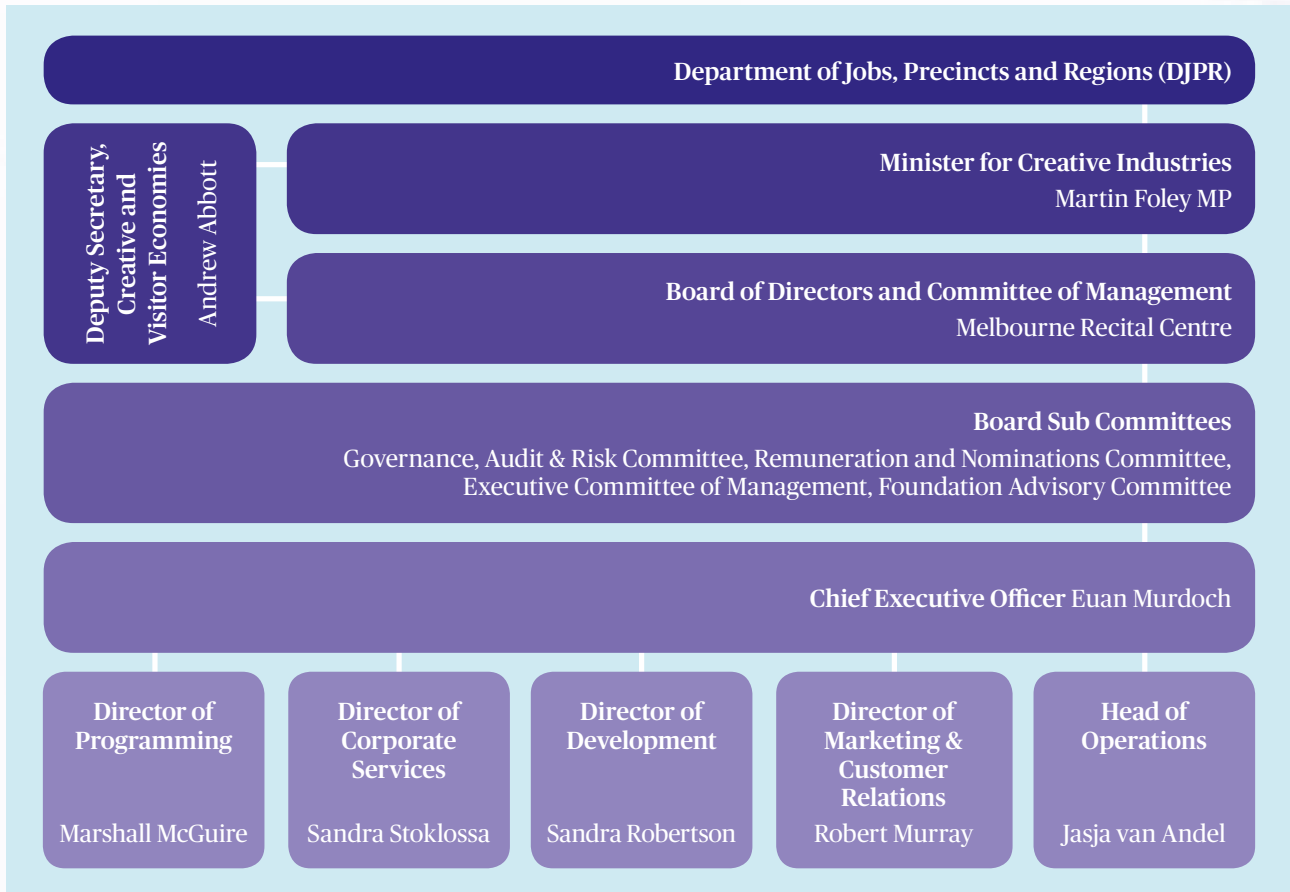 Department of Jobs, Precincts and Regions (DJPR)
Deputy Secretary,
Creative and
Visitor Economies
Andrew Abbott
Minister for Creative Industries
Martin Foley MP
Board of Directors and Committee of Management
Melbourne Recital Centre
Board Sub Committees
Governance, Audit & Risk Committee, Remuneration and Nominations Committee,
Executive Committee of Management, Foundation Advisory Committee
Chief Executive Officer Euan Murdoch
Director of
Programming
Marshall McGuire
Director of
Corporate
Services
Sandra Stoklossa
Director of
Development
Sandra Robertson
Director of
Marketing &
Customer
Relations
Robert Murray
Head of
Operations
Jasja van Andel